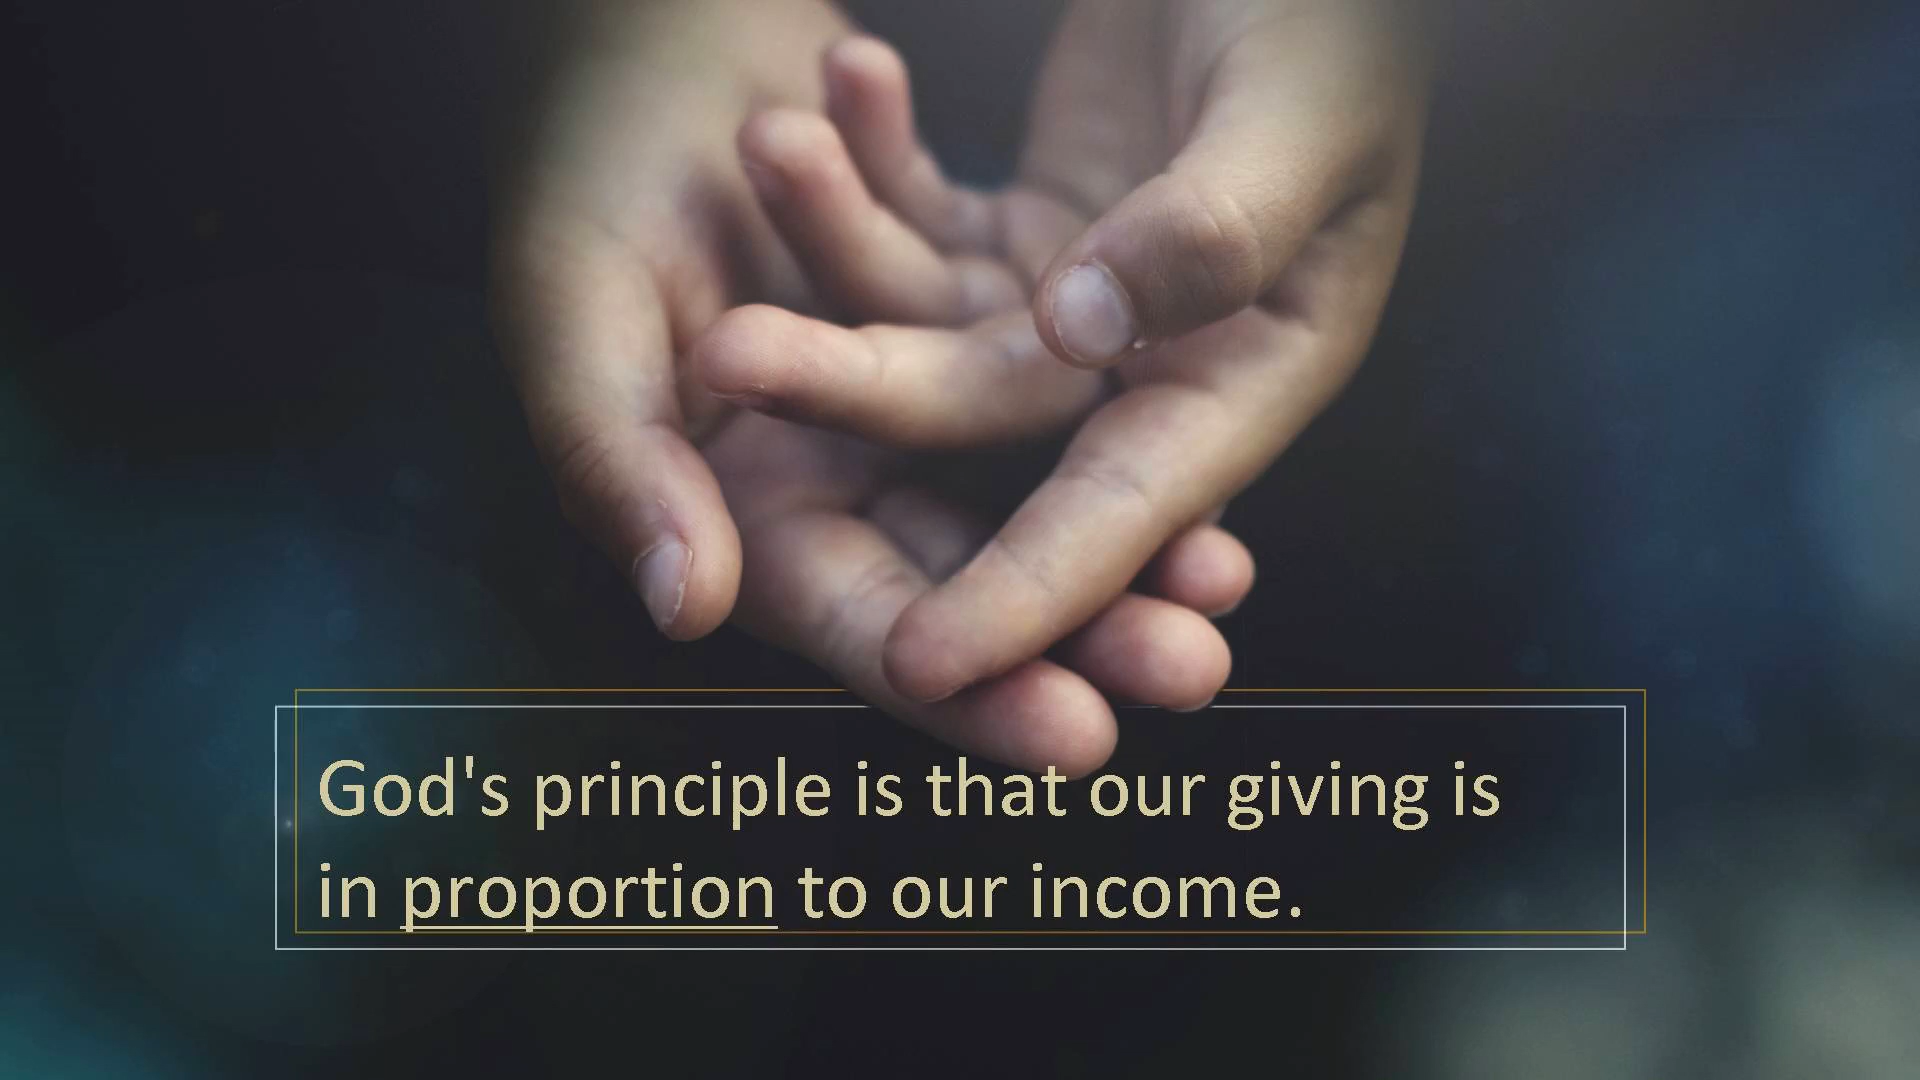 God's principle is that our giving is
in proportion to our income.